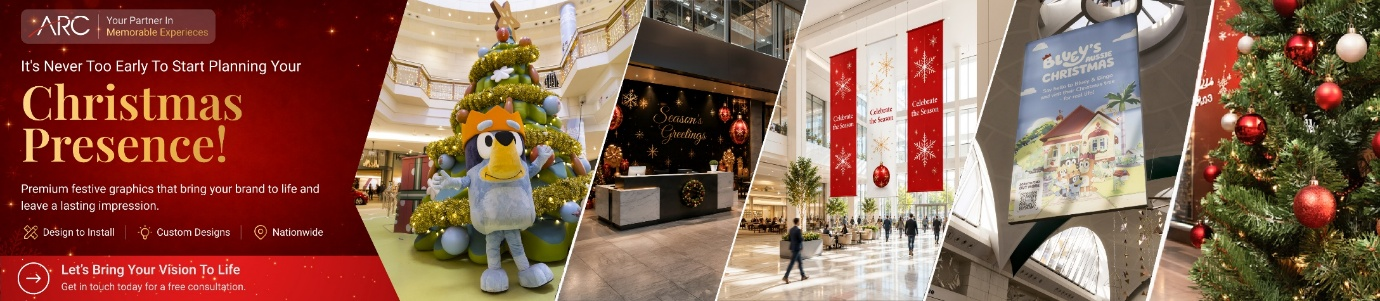 ARC
Your Partner In
Memorable Experieces
It's Never Too Early To Start Planning Your
Christmas
Presence!
Premium festive graphics that bring your brand to life and
leave a lasting impression.
Design to Install
Custom Designs
Nationwide
Let's Bring Your Vision To Life
Get in touch today for a free consultation.
Season's
Greetings
Celebrate
the Season
Celebrate
the Season
Celebrate
the Season
BLUEY'S
AUSSIE
CHRISTMAS